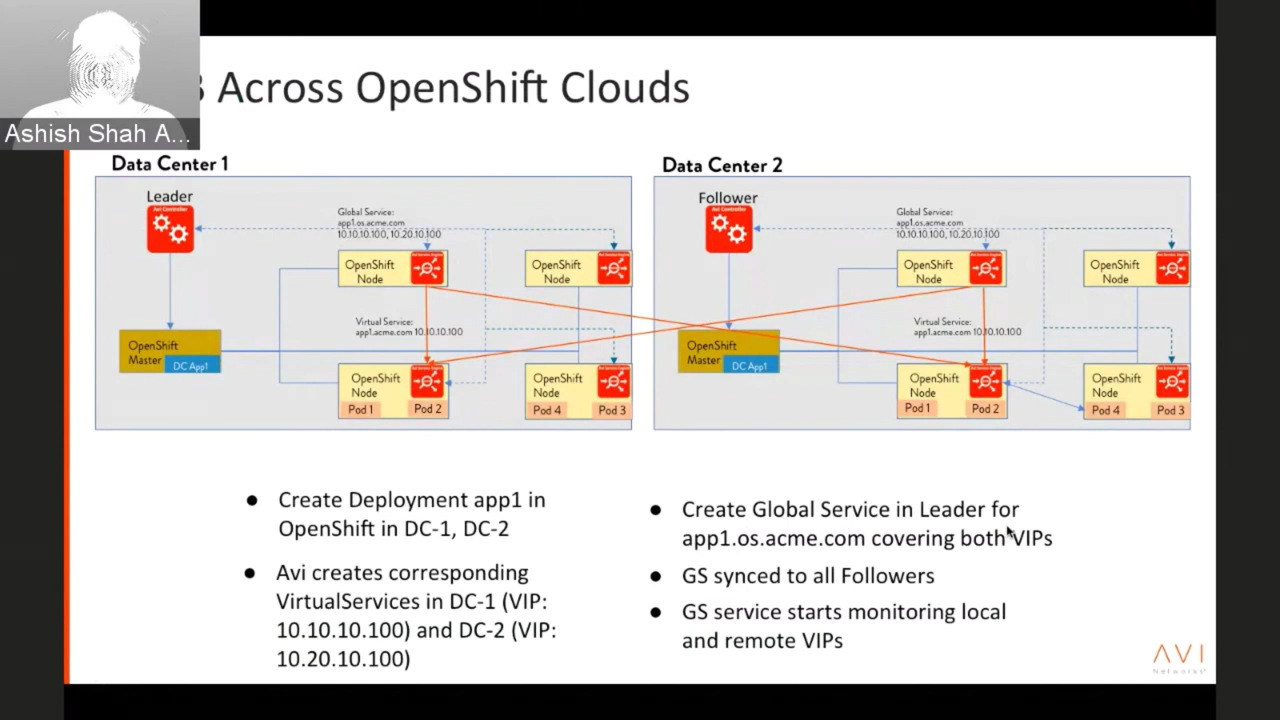 Ashish Shah A...
Across OpenShift Clouds
Data Center 1
Leader
Avi Controller
Global Service:
app1.os.acme.com
10.10.10.100, 10.20.10.100
OpenShift
Node
OpenShift
Node
Virtual Service:
app1.acme.com 10.10.10.100
OpenShift
Master
DC App1
OpenShift
Node
Pod 1
Pod 2
OpenShift
Node
Pod 4
Pod 3
Data Center 2
Follower
Avi Controller
Global Service:
app1.os.acme.com
10.10.10.100, 10.20.10.100
OpenShift
Node
OpenShift
Node
Virtual Service:
app1.acme.com 10.10.10.100
OpenShift
Master
DC App1
OpenShift
Node
Pod 1
Pod 2
OpenShift
Node
Pod 4
Pod 3
● Create Deployment app1 in
OpenShift in DC-1, DC-2
● Avi creates corresponding
VirtualServices in DC-1 (VIP:
10.10.10.100) and DC-2 (VIP:
10.20.10.100)
● Create Global Service in Leader for
app1.os.acme.com covering both VIPs
● GS synced to all Followers
● GS service starts monitoring local
and remote VIPs
AVI
Networks